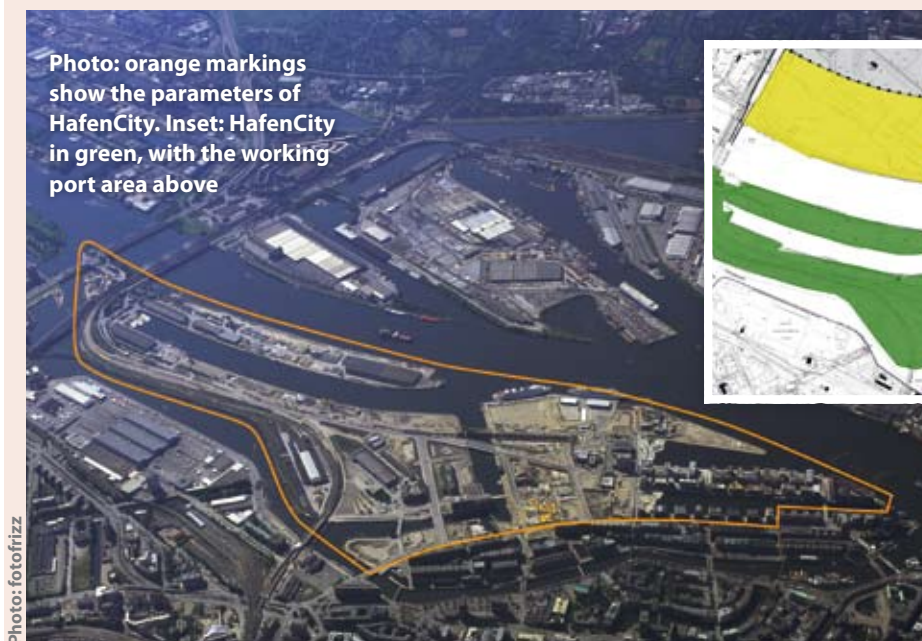 Photo: orange markings
show the parameters of
HafenCity. Inset: HafenCity
in green, with the working
port area above
Photo: fotofrizz